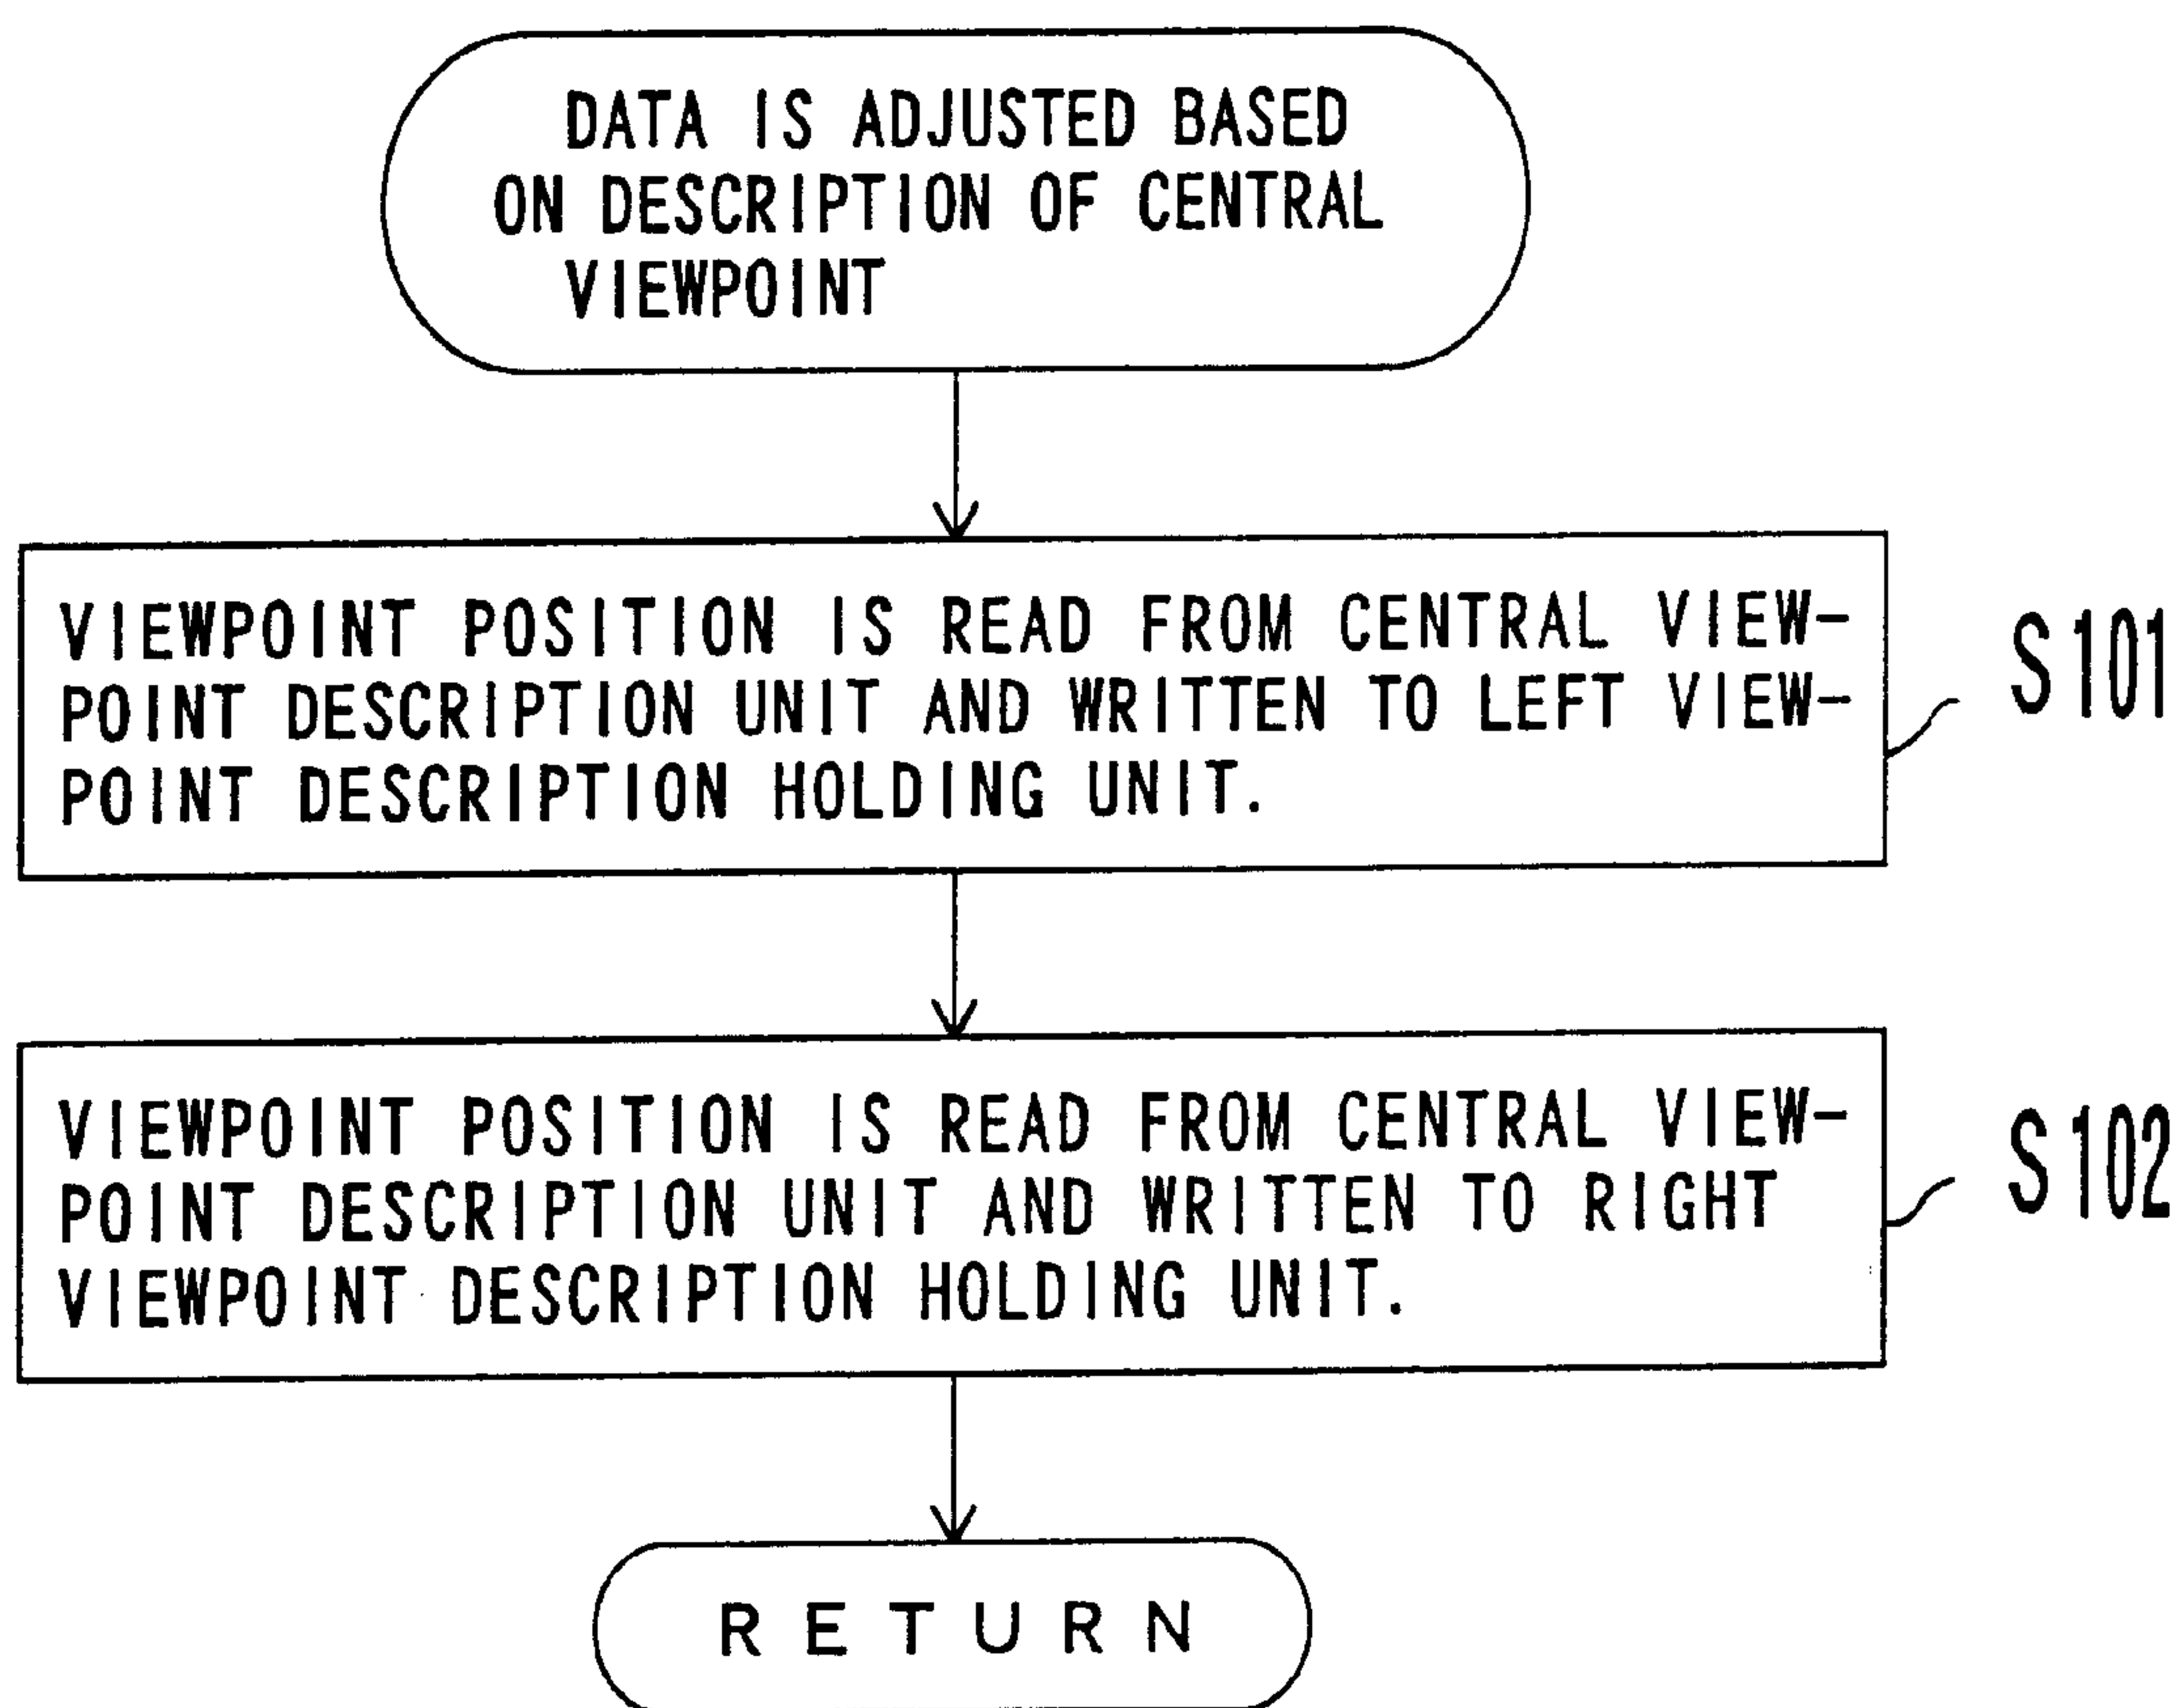 DATA IS ADJUSTED BASED
ON DESCRIPTION OF CENTRAL
VIEWPOINT
VIEWPOINT POSITION IS READ FROM CENTRAL VIEW-
POINT DESCRIPTION UNIT AND WRITTEN TO LEFT VIEW-
POINT DESCRIPTION HOLDING UNIT.
S101
VIEWPOINT POSITION IS READ FROM CENTRAL VIEW-
POINT DESCRIPTION UNIT AND WRITTEN TO RIGHT
VIEWPOINT DESCRIPTION HOLDING UNIT.
S102
RETURN